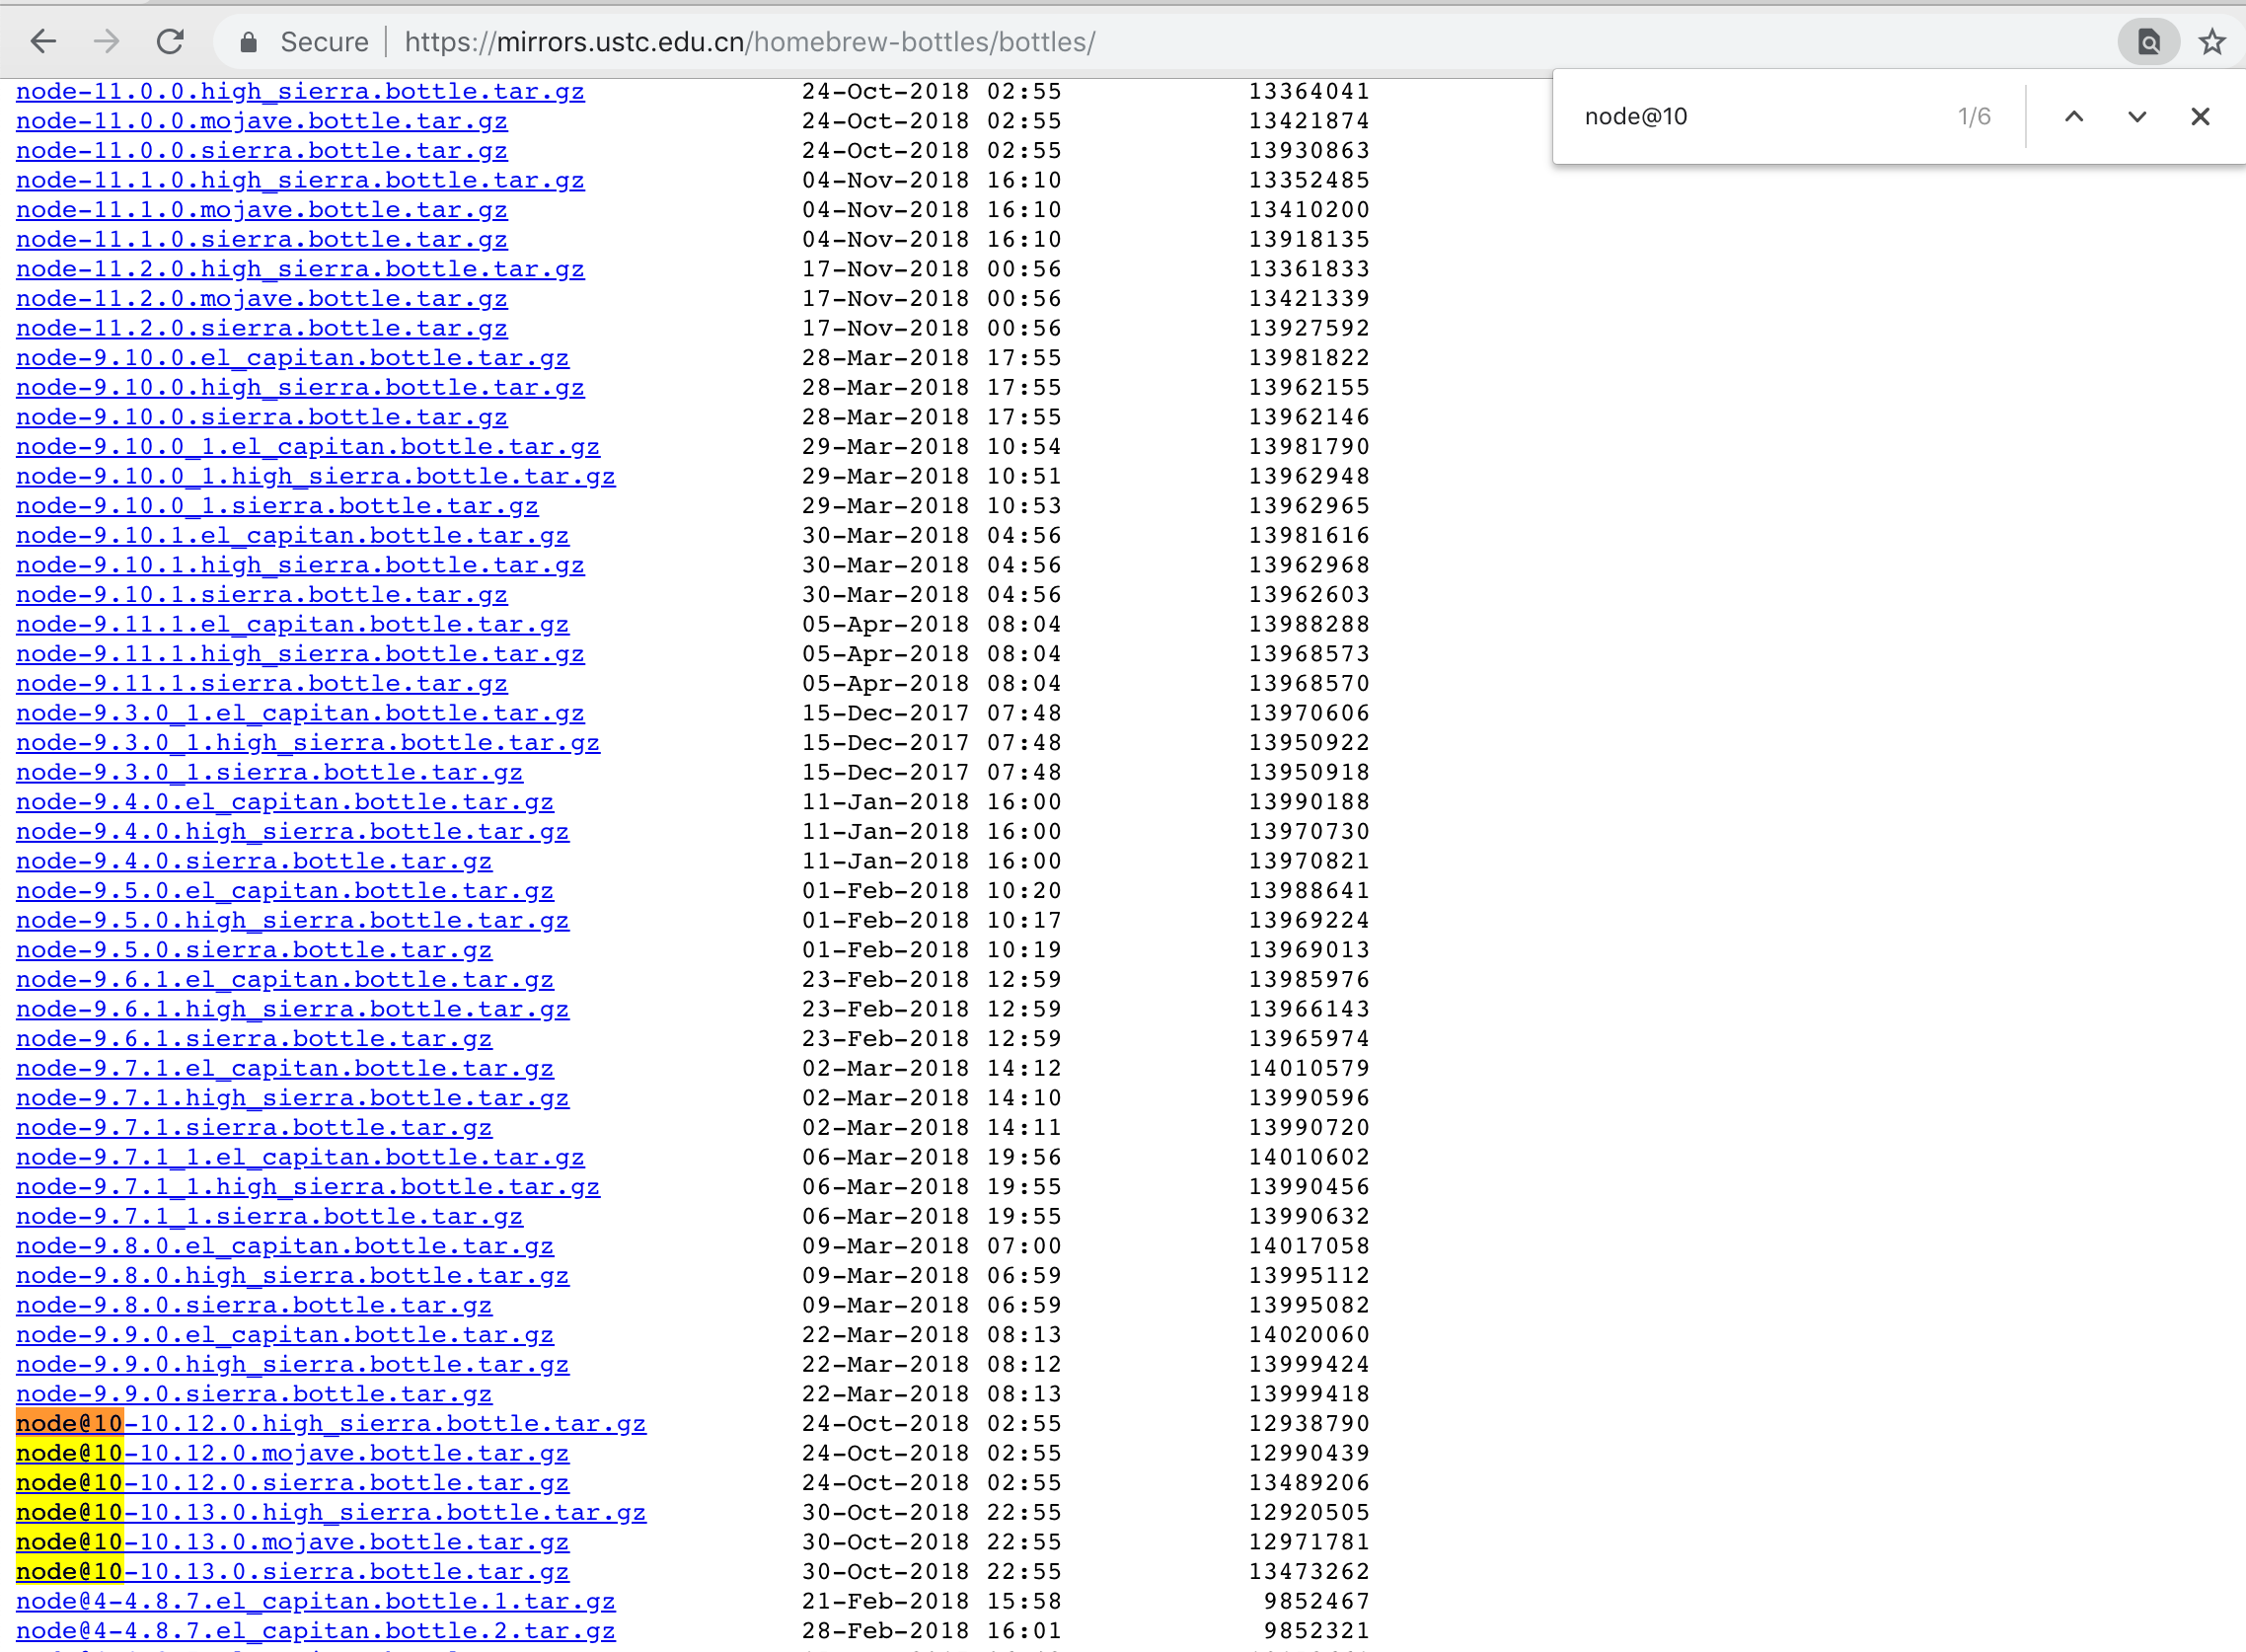 Secure https://mirrors.ustc.edu.cn/homebrew-bottles/bottles/
node@10 1/6
node-11.0.0.high_sierra.bottle.tar.gz 24-Oct-2018 02:55 13364041
node-11.0.0.mojave.bottle.tar.gz 24-Oct-2018 02:55 13421874
node-11.0.0.sierra.bottle.tar.gz 24-Oct-2018 02:55 13930863
node-11.1.0.high_sierra.bottle.tar.gz 04-Nov-2018 16:10 13352485
node-11.1.0.mojave.bottle.tar.gz 04-Nov-2018 16:10 13410200
node-11.1.0.sierra.bottle.tar.gz 04-Nov-2018 16:10 13918135
node-11.2.0.high_sierra.bottle.tar.gz 17-Nov-2018 00:56 13361833
node-11.2.0.mojave.bottle.tar.gz 17-Nov-2018 00:56 13421339
node-11.2.0.sierra.bottle.tar.gz 17-Nov-2018 00:56 13927592
node-9.10.0.el_capitan.bottle.tar.gz 28-Mar-2018 17:55 13981822
node-9.10.0.high_sierra.bottle.tar.gz 28-Mar-2018 17:55 13962155
node-9.10.0.sierra.bottle.tar.gz 28-Mar-2018 17:55 13962146
node-9.10.0_1.el_capitan.bottle.tar.gz 29-Mar-2018 10:54 13981790
node-9.10.0_1.high_sierra.bottle.tar.gz 29-Mar-2018 10:51 13962948
node-9.10.0_1.sierra.bottle.tar.gz 29-Mar-2018 10:53 13962965
node-9.10.1.el_capitan.bottle.tar.gz 30-Mar-2018 04:56 13981616
node-9.10.1.high_sierra.bottle.tar.gz 30-Mar-2018 04:56 13962968
node-9.10.1.sierra.bottle.tar.gz 30-Mar-2018 04:56 13962603
node-9.11.1.el_capitan.bottle.tar.gz 05-Apr-2018 08:04 13988288
node-9.11.1.high_sierra.bottle.tar.gz 05-Apr-2018 08:04 13968573
node-9.11.1.sierra.bottle.tar.gz 05-Apr-2018 08:04 13968570
node-9.3.0_1.el_capitan.bottle.tar.gz 15-Dec-2017 07:48 13970606
node-9.3.0_1.high_sierra.bottle.tar.gz 15-Dec-2017 07:48 13950922
node-9.3.0_1.sierra.bottle.tar.gz 15-Dec-2017 07:48 13950918
node-9.4.0.el_capitan.bottle.tar.gz 11-Jan-2018 16:00 13990188
node-9.4.0.high_sierra.bottle.tar.gz 11-Jan-2018 16:00 13970730
node-9.4.0.sierra.bottle.tar.gz 11-Jan-2018 16:00 13970821
node-9.5.0.el_capitan.bottle.tar.gz 01-Feb-2018 10:20 13988641
node-9.5.0.high_sierra.bottle.tar.gz 01-Feb-2018 10:17 13969224
node-9.5.0.sierra.bottle.tar.gz 01-Feb-2018 10:19 13969013
node-9.6.1.el_capitan.bottle.tar.gz 23-Feb-2018 12:59 13985976
node-9.6.1.high_sierra.bottle.tar.gz 23-Feb-2018 12:59 13966143
node-9.6.1.sierra.bottle.tar.gz 23-Feb-2018 12:59 13965974
node-9.7.1.el_capitan.bottle.tar.gz 02-Mar-2018 14:12 14010579
node-9.7.1.high_sierra.bottle.tar.gz 02-Mar-2018 14:10 13990596
node-9.7.1.sierra.bottle.tar.gz 02-Mar-2018 14:11 13990720
node-9.7.1_1.el_capitan.bottle.tar.gz 06-Mar-2018 19:56 14010602
node-9.7.1_1.high_sierra.bottle.tar.gz 06-Mar-2018 19:55 13990456
node-9.7.1_1.sierra.bottle.tar.gz 06-Mar-2018 19:55 13990632
node-9.8.0.el_capitan.bottle.tar.gz 09-Mar-2018 07:00 14017058
node-9.8.0.high_sierra.bottle.tar.gz 09-Mar-2018 06:59 13995112
node-9.8.0.sierra.bottle.tar.gz 09-Mar-2018 06:59 13995082
node-9.9.0.el_capitan.bottle.tar.gz 22-Mar-2018 08:13 14020060
node-9.9.0.high_sierra.bottle.tar.gz 22-Mar-2018 08:12 13999424
node-9.9.0.sierra.bottle.tar.gz 22-Mar-2018 08:13 13999418
node@10-10.12.0.high_sierra.bottle.tar.gz 24-Oct-2018 02:55 12938790
node@10-10.12.0.mojave.bottle.tar.gz 24-Oct-2018 02:55 12990439
node@10-10.12.0.sierra.bottle.tar.gz 24-Oct-2018 02:55 13489206
node@10-10.13.0.high_sierra.bottle.tar.gz 30-Oct-2018 22:55 12920505
node@10-10.13.0.mojave.bottle.tar.gz 30-Oct-2018 22:55 12971781
node@10-10.13.0.sierra.bottle.tar.gz 30-Oct-2018 22:55 13473262
node@4-4.8.7.el_capitan.bottle.1.tar.gz 21-Feb-2018 15:58 9852467
node@4-4.8.7.el_capitan.bottle.2.tar.gz 28-Feb-2018 16:01 9852321